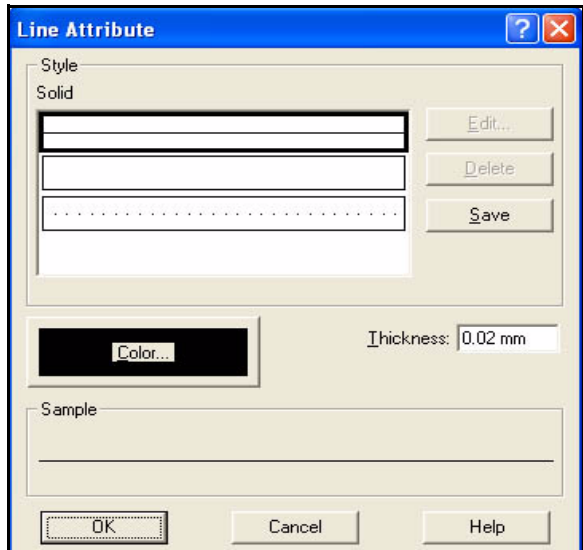 Line Attribute
Style
Solid
Edit...
Delete
Save
Color...
Thickness: 0.02 mm
Sample
OK Cancel Help